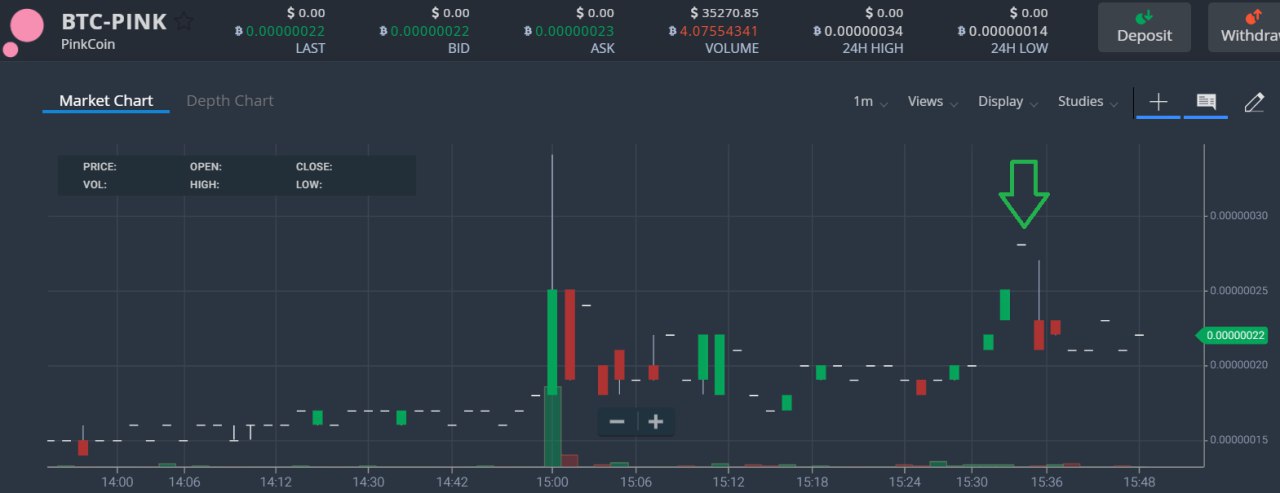 BTC-PINK
PinkCoin
$ 0.00
฿ 0.00000022
LAST
$ 0.00
฿ 0.00000022
BID
$ 0.00
฿ 0.00000023
ASK
$ 35270.85
฿ 4.07554341
VOLUME
$ 0.00
฿ 0.00000034
24H HIGH
$ 0.00
฿ 0.00000014
24H LOW
Deposit
Withdra
Market Chart
Depth Chart
1m
Views
Display
Studies
PRICE: OPEN: CLOSE:
VOL: HIGH: LOW:
0.00000030
0.00000025
0.00000022
0.00000020
0.00000015
14:00 14:06 14:12 14:30 14:42 15:00 15:06 15:12 15:18 15:24 15:30 15:36 15:48